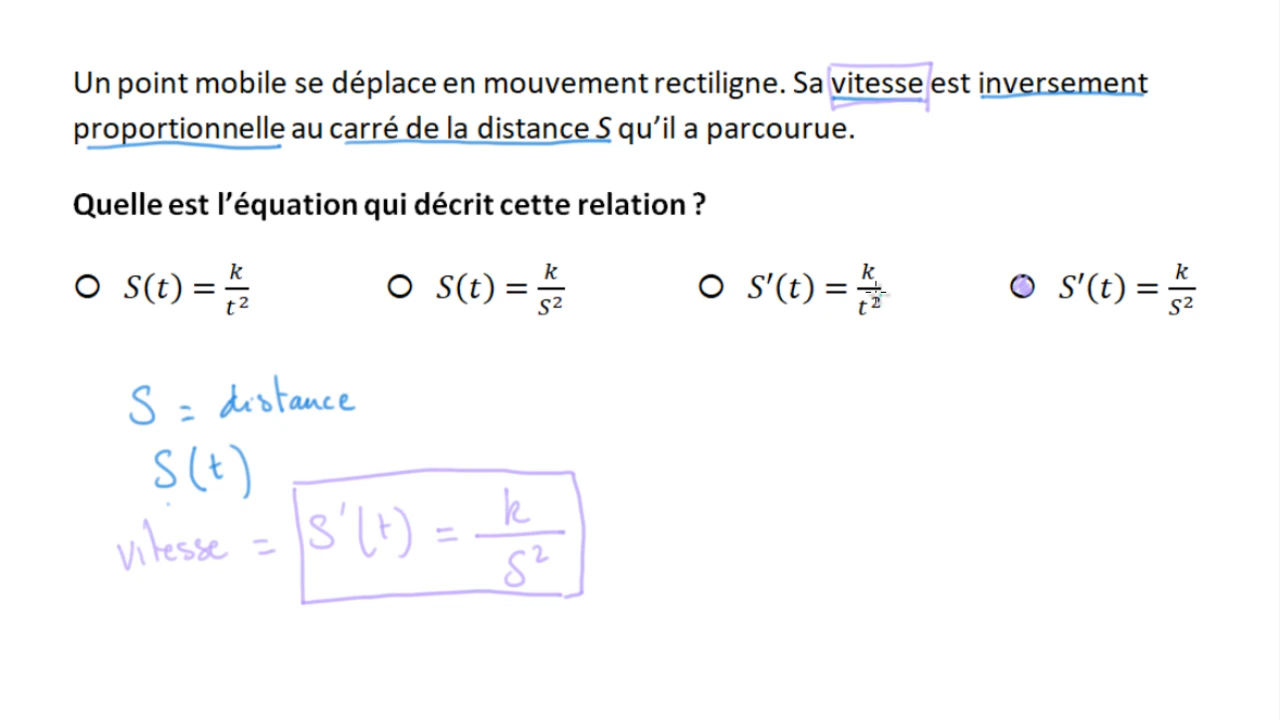 Un point mobile se déplace en mouvement rectiligne. Sa vitesse est inversement
proportionnelle au carré de la distance S qu’il a parcourue.
Quelle est l’équation qui décrit cette relation ?
S(t) = k/t² S(t) = k/S² S′(t) = k/t² S′(t) = k/S²
S = distance
S(t)
vitesse = S'(t) = k/S²